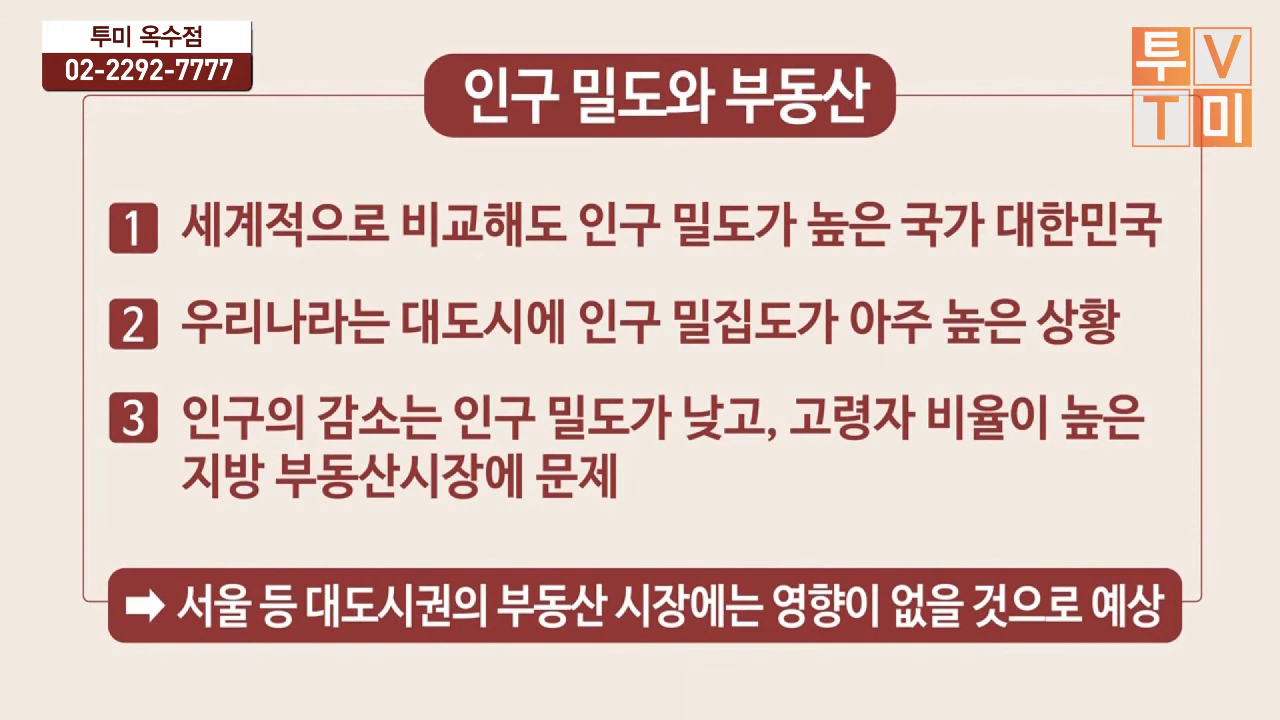 투미 옥수점
02-2292-7777
투V
T미
인구 밀도와 부동산
1 세계적으로 비교해도 인구 밀도가 높은 국가 대한민국
2 우리나라는 대도시에 인구 밀집도가 아주 높은 상황
3 인구의 감소는 인구 밀도가 낮고, 고령자 비율이 높은
지방 부동산시장에 문제
➡ 서울 등 대도시권의 부동산 시장에는 영향이 없을 것으로 예상